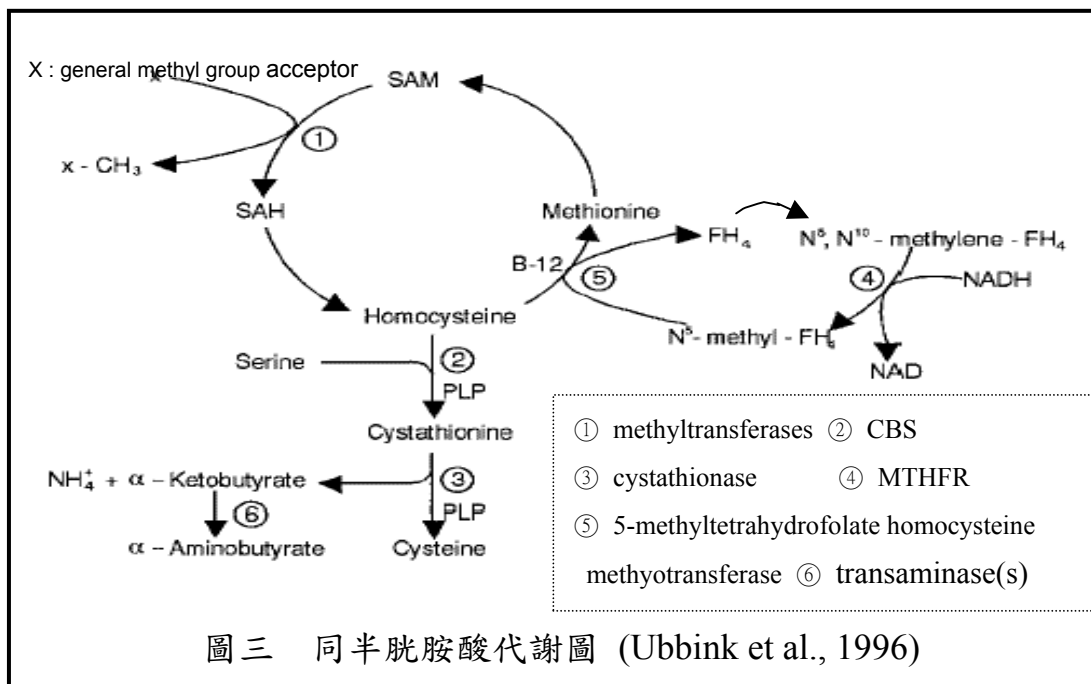 X : general methyl group acceptor
x
SAM
①
x - CH₃
SAH
Methionine
FH₄
N⁵, N¹⁰ - methylene - FH₄
B-12
⑤
④
NADH
Homocysteine
N⁵- methyl - FH₄
NAD
Serine
②
PLP
Cystathionine
NH₄⁺ + α - Ketobutyrate
③
PLP
⑥
α - Aminobutyrate
Cysteine
① methyltransferases ② CBS
③ cystathionase ④ MTHFR
⑤ 5-methyltetrahydrofolate homocysteine
methyotransferase ⑥ transaminase(s)
圖三 同半胱胺酸代謝圖 (Ubbink et al., 1996)